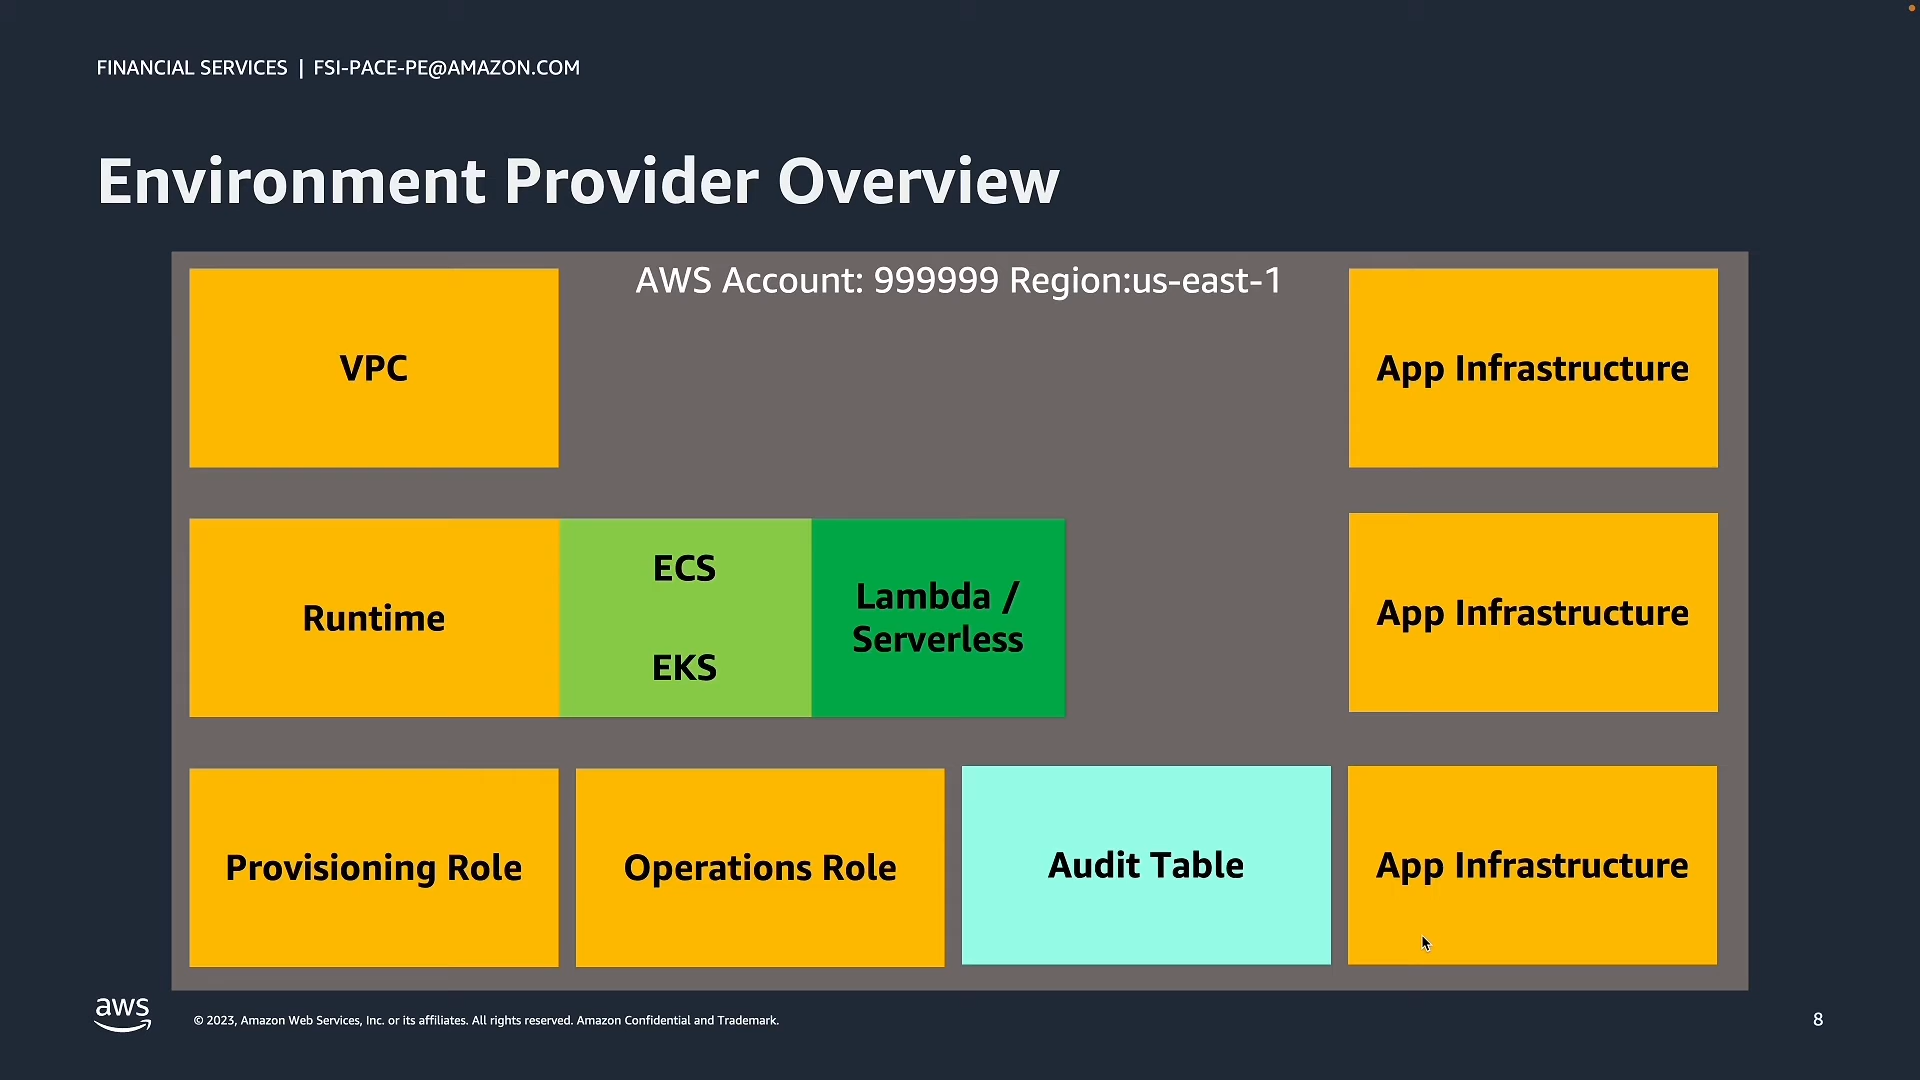 FINANCIAL SERVICES | FSI-PACE-PE@AMAZON.COM
Environment Provider Overview
AWS Account: 999999 Region:us-east-1
VPC
App Infrastructure
Runtime
ECS
EKS
Lambda /
Serverless
App Infrastructure
Provisioning Role
Operations Role
Audit Table
App Infrastructure
aws
© 2023, Amazon Web Services, Inc. or its affiliates. All rights reserved. Amazon Confidential and Trademark.
8